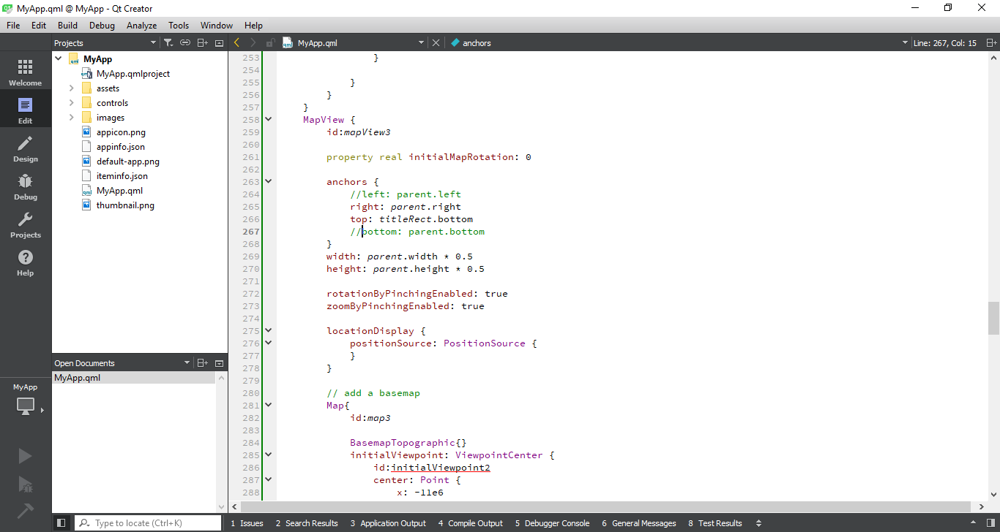 MyApp.qml @ MyApp - Qt Creator
File Edit Build Debug Analyze Tools Window Help
Projects
MyApp.qml
anchors
Line: 267, Col: 15
Welcome
Edit
Design
Debug
Projects
Help
MyApp
MyApp
MyApp.qmlproject
assets
controls
images
appicon.png
appinfo.json
default-app.png
iteminfo.json
MyApp.qml
thumbnail.png
Open Documents
MyApp.qml
253 }
254
255 }
256 }
257 }
258 MapView {
259 id:mapView3
260
261 property real initialMapRotation: 0
262
263 anchors {
264 //left: parent.left
265 right: parent.right
266 top: titleRect.bottom
267 //bottom: parent.bottom
268 }
269 width: parent.width * 0.5
270 height: parent.height * 0.5
271
272 rotationByPinchingEnabled: true
273 zoomByPinchingEnabled: true
274
275 locationDisplay {
276 positionSource: PositionSource {
277 }
278 }
279
280 // add a basemap
281 Map{
282 id:map3
283
284 BasemapTopographic{}
285 initialViewpoint: ViewpointCenter {
286 id:initialViewpoint2
287 center: Point {
288 x: -11e6
Type to locate (Ctrl+K)
1 Issues 2 Search Results 3 Application Output 4 Compile Output 5 Debugger Console 6 General Messages 8 Test Results